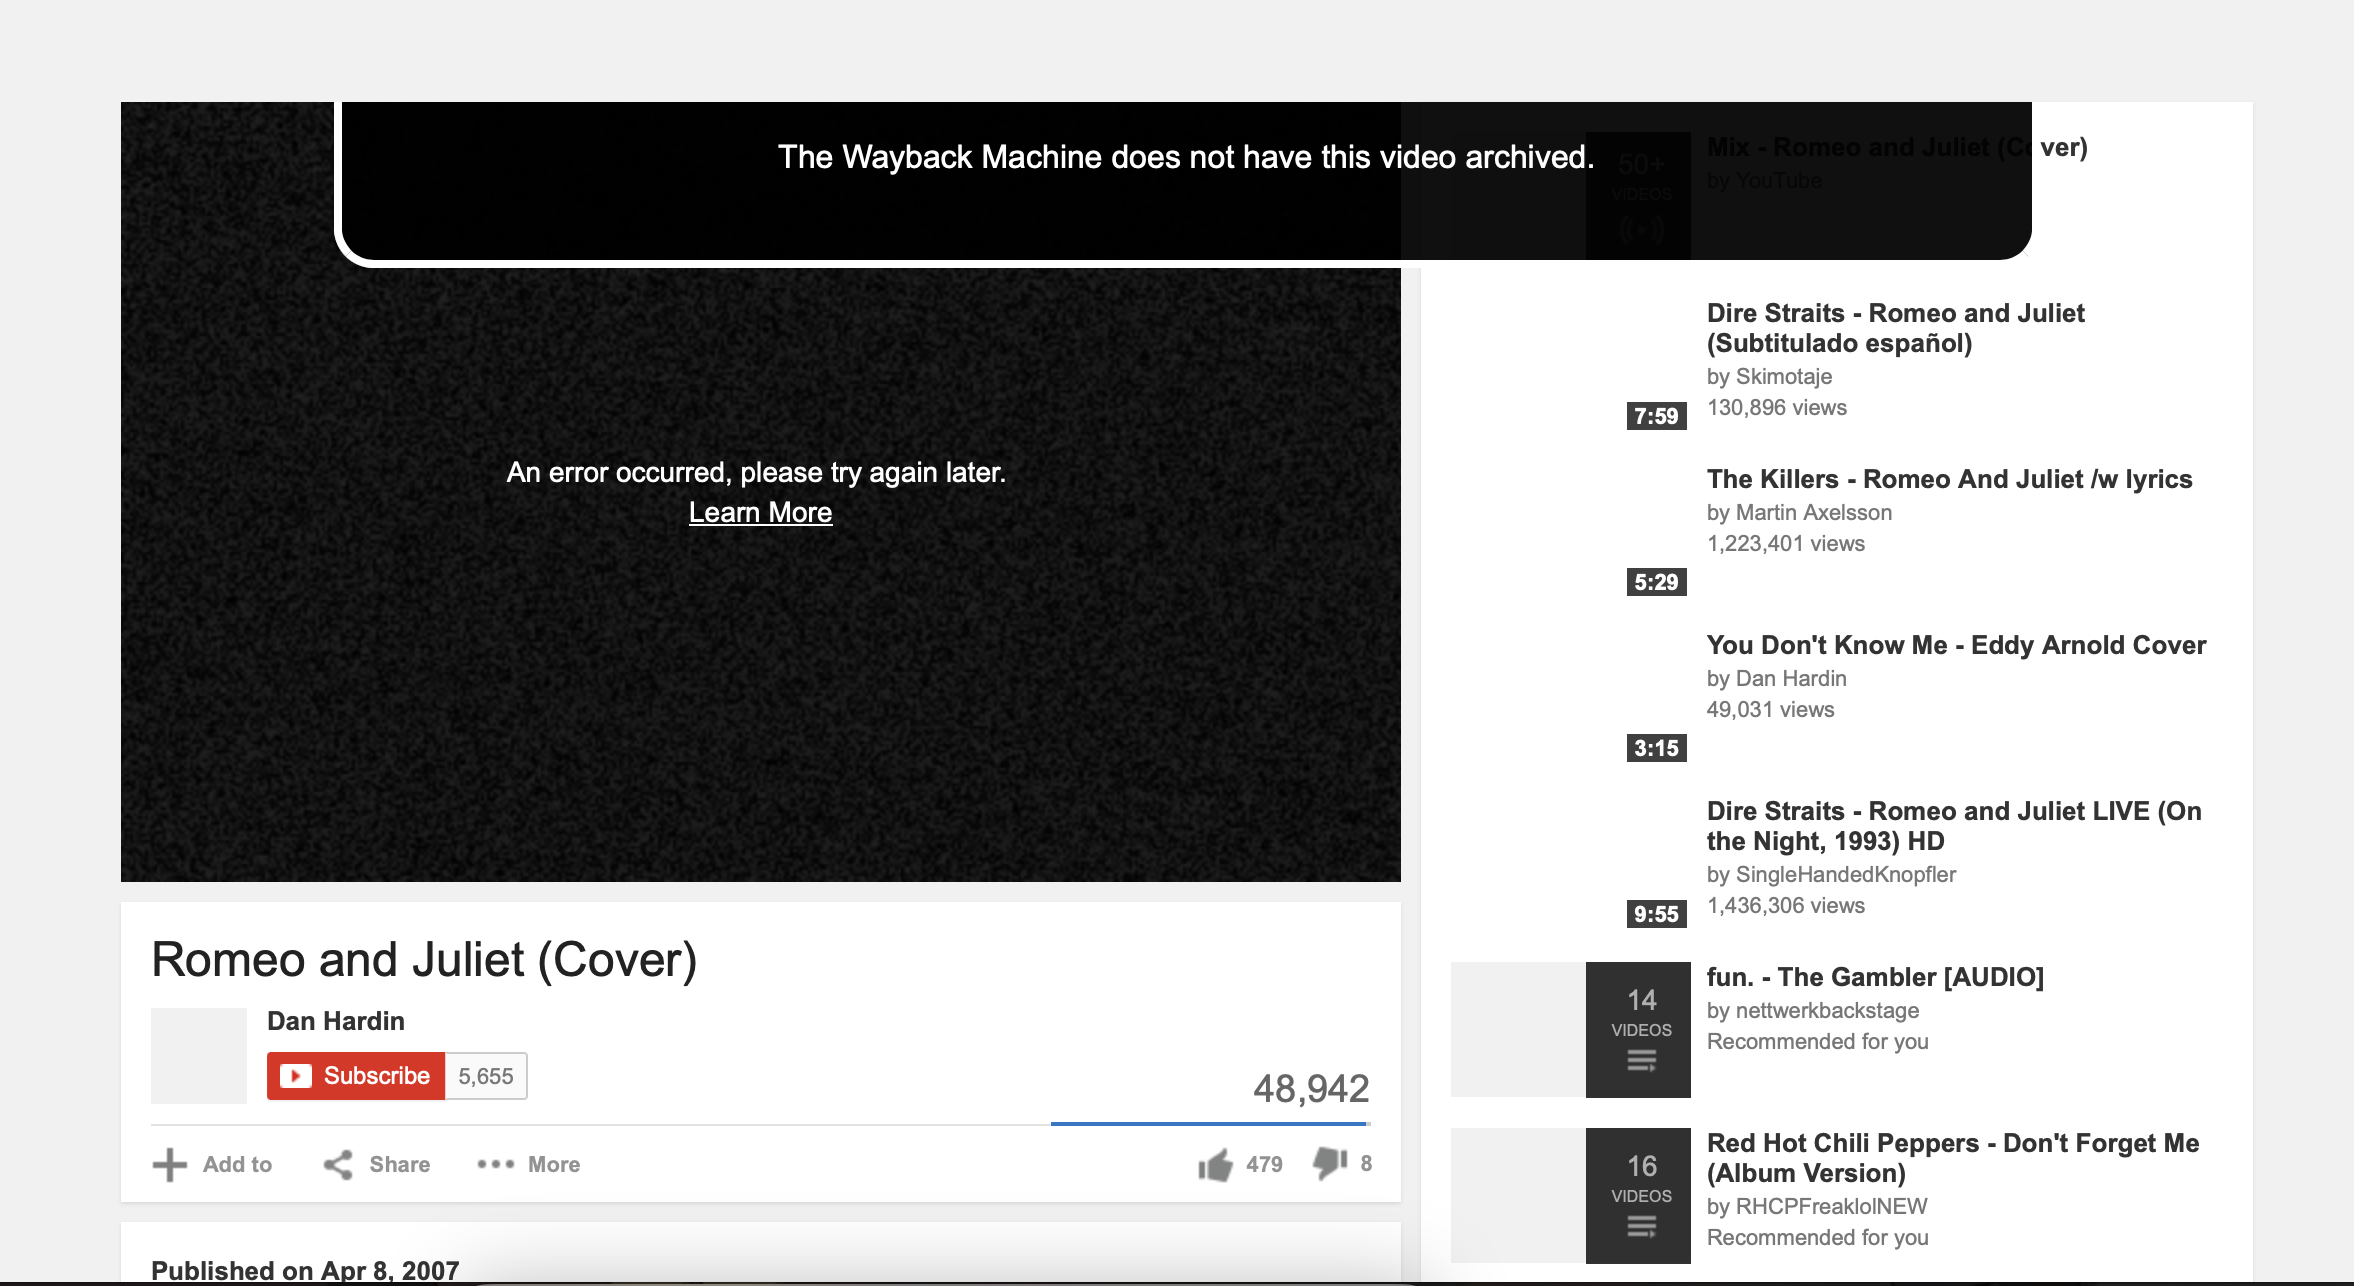 The Wayback Machine does not have this video archived.
An error occurred, please try again later.
Learn More
Romeo and Juliet (Cover)
Dan Hardin
Subscribe 5,655
48,942
Add to Share More 479 8
Published on Apr 8, 2007
50+
VIDEOS
Mix - Romeo and Juliet (Cover)
by YouTube
Dire Straits - Romeo and Juliet
(Subtitulado español)
by Skimotaje
130,896 views
7:59
The Killers - Romeo And Juliet /w lyrics
by Martin Axelsson
1,223,401 views
5:29
You Don't Know Me - Eddy Arnold Cover
by Dan Hardin
49,031 views
3:15
Dire Straits - Romeo and Juliet LIVE (On
the Night, 1993) HD
by SingleHandedKnopfler
1,436,306 views
9:55
14
VIDEOS
fun. - The Gambler [AUDIO]
by nettwerkbackstage
Recommended for you
16
VIDEOS
Red Hot Chili Peppers - Don't Forget Me
(Album Version)
by RHCPFreaklolNEW
Recommended for you